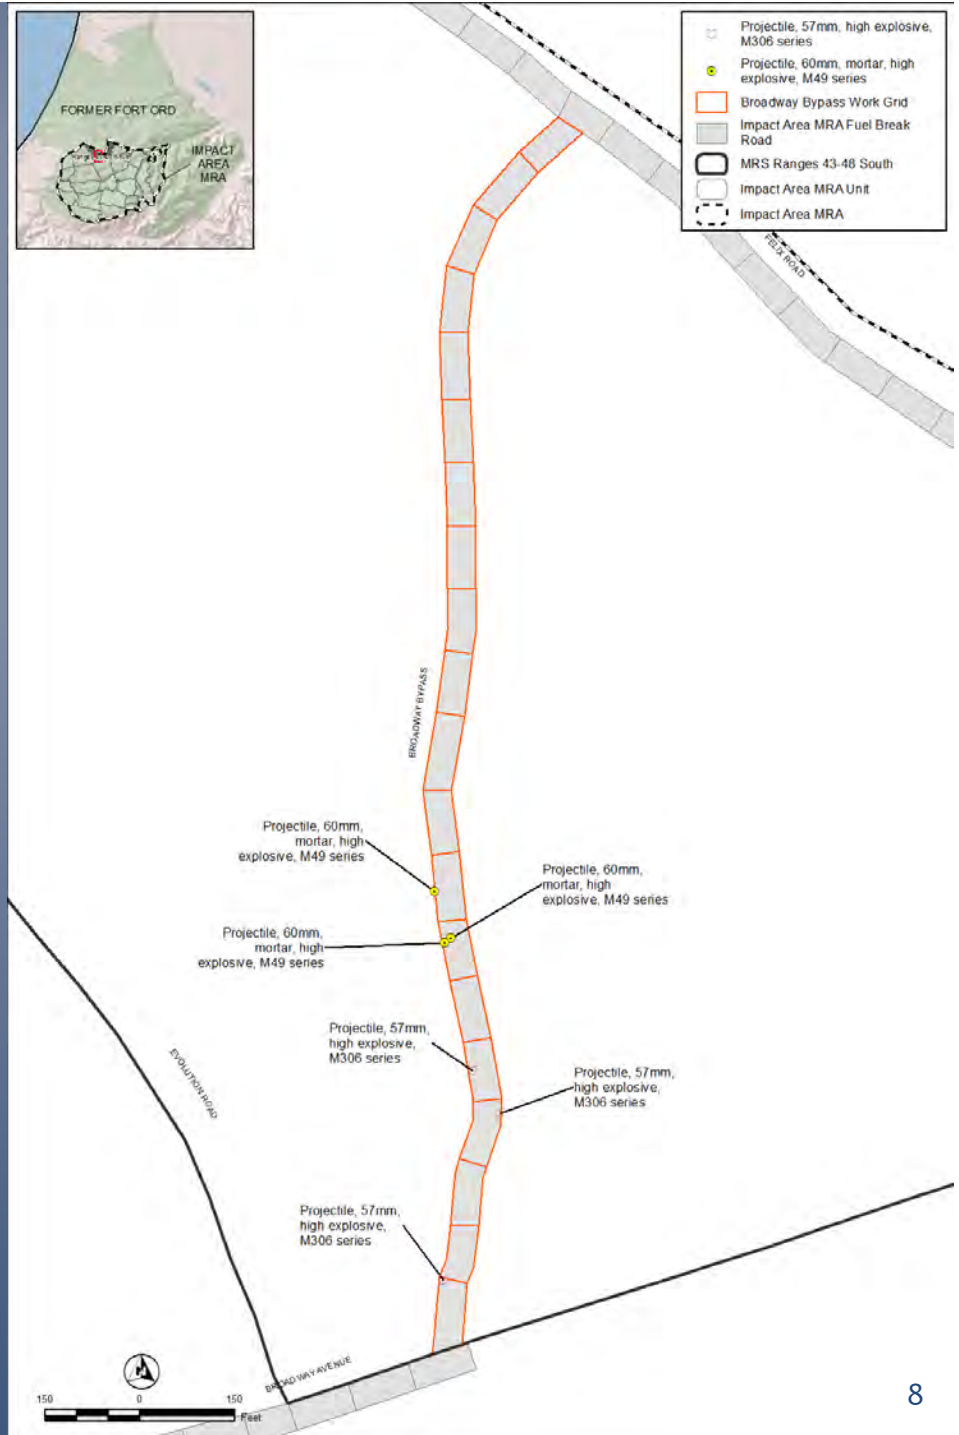 FORMER FORT ORD
IMPACT
AREA
MRA
Projectile, 57mm, high explosive,
M306 series
Projectile, 60mm, mortar, high
explosive, M49 series
Broadway Bypass Work Grid
Impact Area MRA Fuel Break
Road
MRS Ranges 43-48 South
Impact Area MRA Unit
Impact Area MRA
FELIX ROAD
BROADWAY BYPASS
Projectile, 60mm,
mortar, high
explosive, M49 series
Projectile, 60mm,
mortar, high
explosive, M49 series
Projectile, 60mm,
mortar, high
explosive, M49 series
Projectile, 57mm,
high explosive,
M306 series
Projectile, 57mm,
high explosive,
M306 series
EVOLUTION ROAD
Projectile, 57mm,
high explosive,
M306 series
BROADWAY AVENUE
150 0 150
Feet
N
8